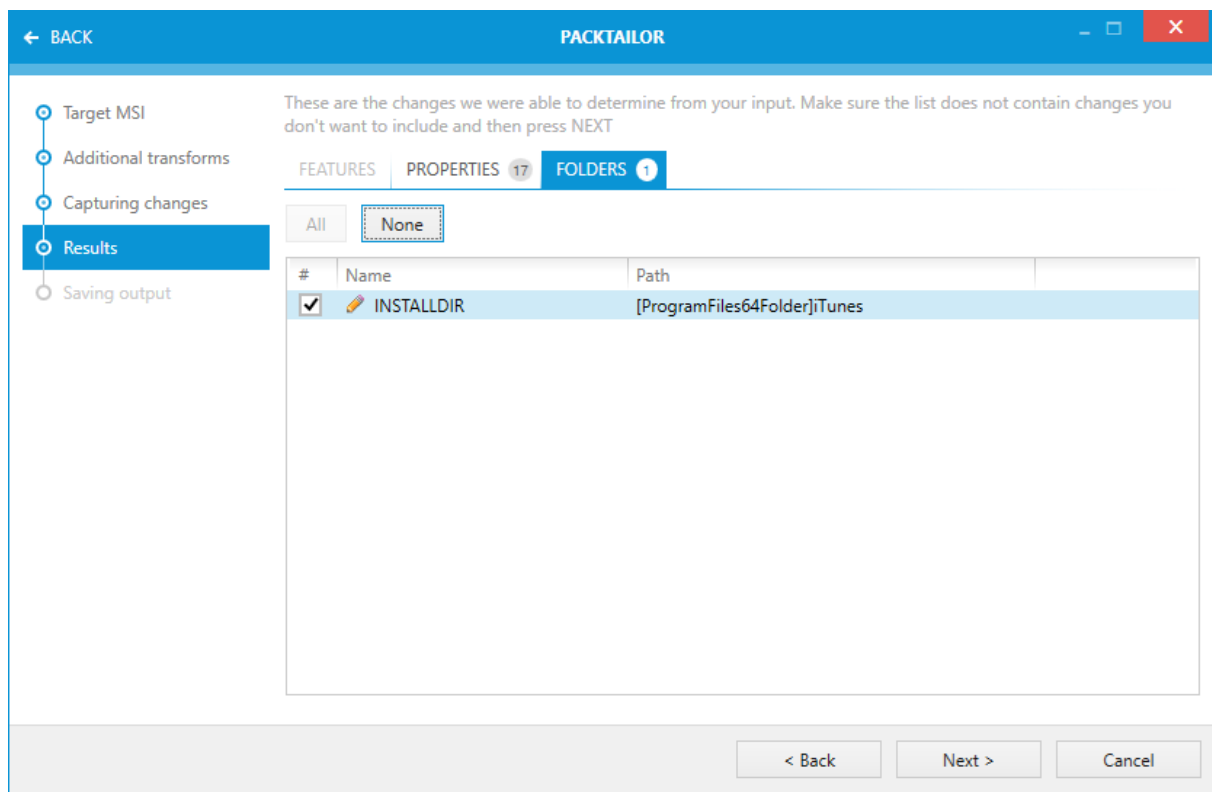 BACK
PACKTAILOR
Target MSI
Additional transforms
Capturing changes
Results
Saving output
These are the changes we were able to determine from your input. Make sure the list does not contain changes you
don't want to include and then press NEXT
FEATURES PROPERTIES 17 FOLDERS 1
All None
# Name Path
INSTALLDIR [ProgramFiles64Folder]iTunes
< Back Next > Cancel